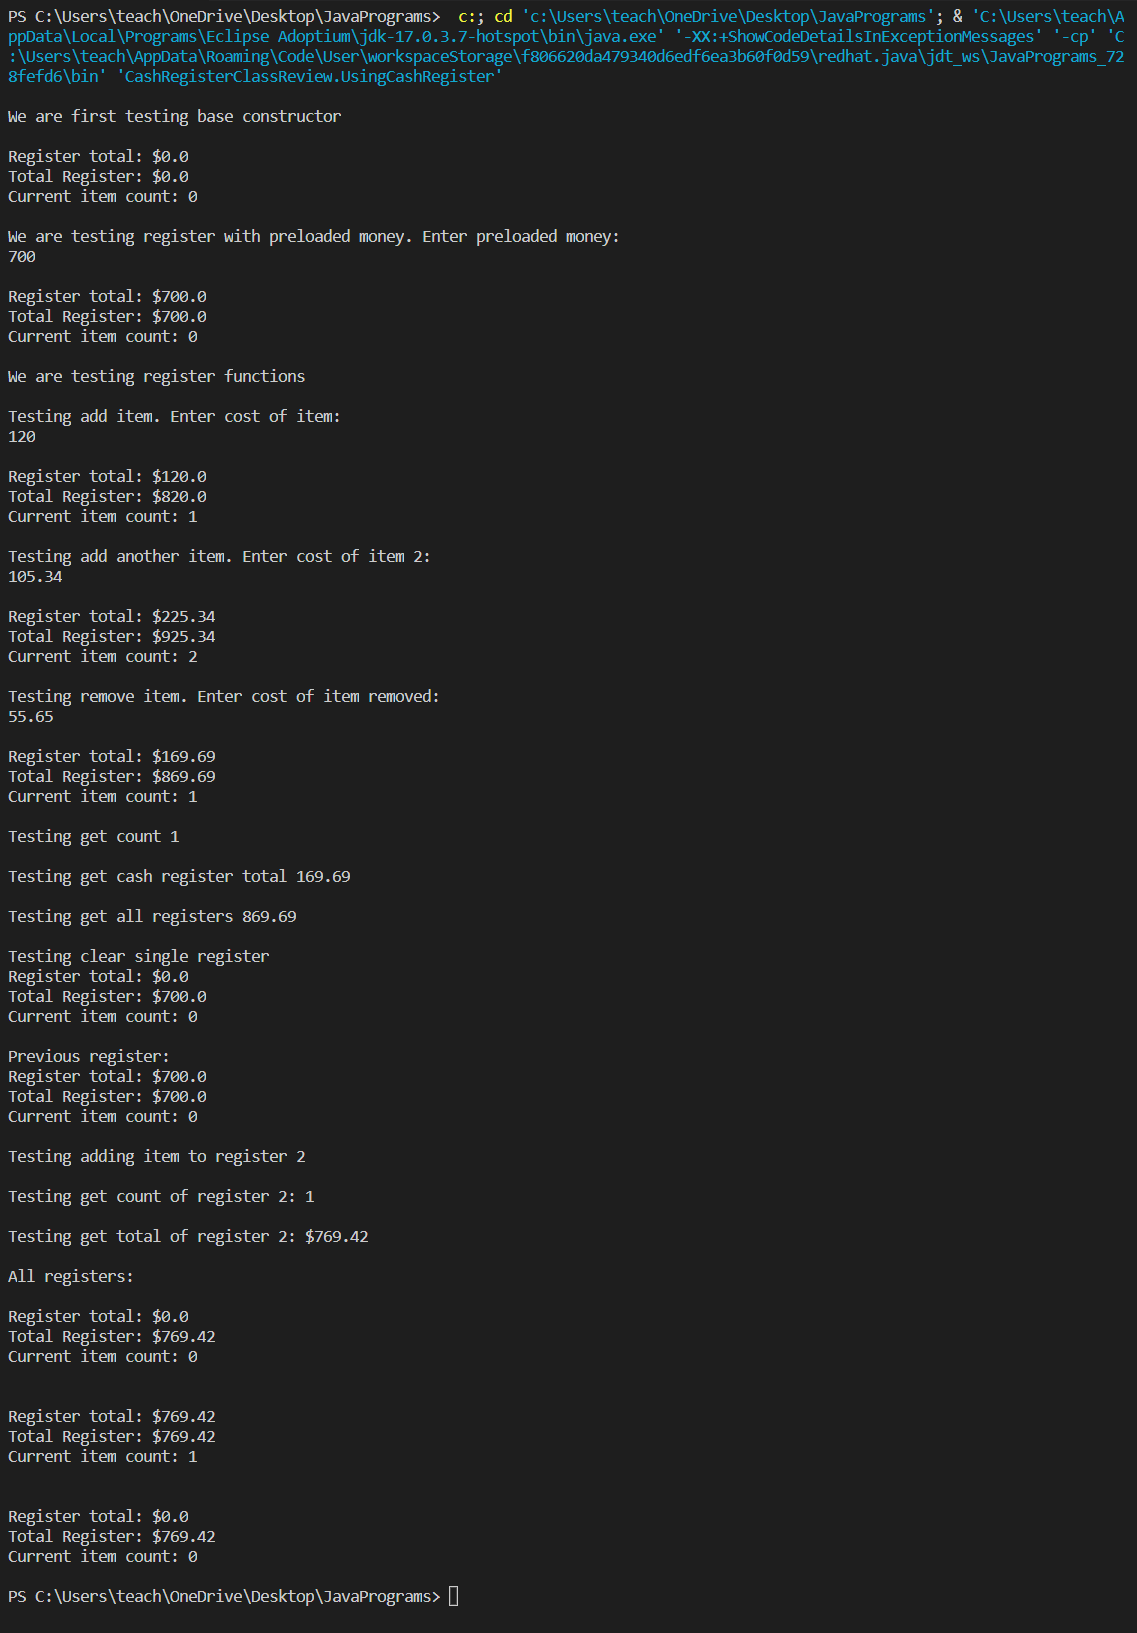 PS C:\Users\teach\OneDrive\Desktop\JavaPrograms>  c:; cd 'c:\Users\teach\OneDrive\Desktop\JavaPrograms'; & 'C:\Users\teach\A
ppData\Local\Programs\Eclipse Adoptium\jdk-17.0.3.7-hotspot\bin\java.exe' '-XX:+ShowCodeDetailsInExceptionMessages' '-cp' 'C
:\Users\teach\AppData\Roaming\Code\User\workspaceStorage\f806620da479340d6edf6ea3b60f0d59\redhat.java\jdt_ws\JavaPrograms_72
8fefd6\bin' 'CashRegisterClassReview.UsingCashRegister'
We are first testing base constructor
Register total: $0.0
Total Register: $0.0
Current item count: 0
We are testing register with preloaded money. Enter preloaded money:
700
Register total: $700.0
Total Register: $700.0
Current item count: 0
We are testing register functions
Testing add item. Enter cost of item:
120
Register total: $120.0
Total Register: $820.0
Current item count: 1
Testing add another item. Enter cost of item 2:
105.34
Register total: $225.34
Total Register: $925.34
Current item count: 2
Testing remove item. Enter cost of item removed:
55.65
Register total: $169.69
Total Register: $869.69
Current item count: 1
Testing get count 1
Testing get cash register total 169.69
Testing get all registers 869.69
Testing clear single register
Register total: $0.0
Total Register: $700.0
Current item count: 0
Previous register:
Register total: $700.0
Total Register: $700.0
Current item count: 0
Testing adding item to register 2
Testing get count of register 2: 1
Testing get total of register 2: $769.42
All registers:
Register total: $0.0
Total Register: $769.42
Current item count: 0
Register total: $769.42
Total Register: $769.42
Current item count: 1
Register total: $0.0
Total Register: $769.42
Current item count: 0
PS C:\Users\teach\OneDrive\Desktop\JavaPrograms>